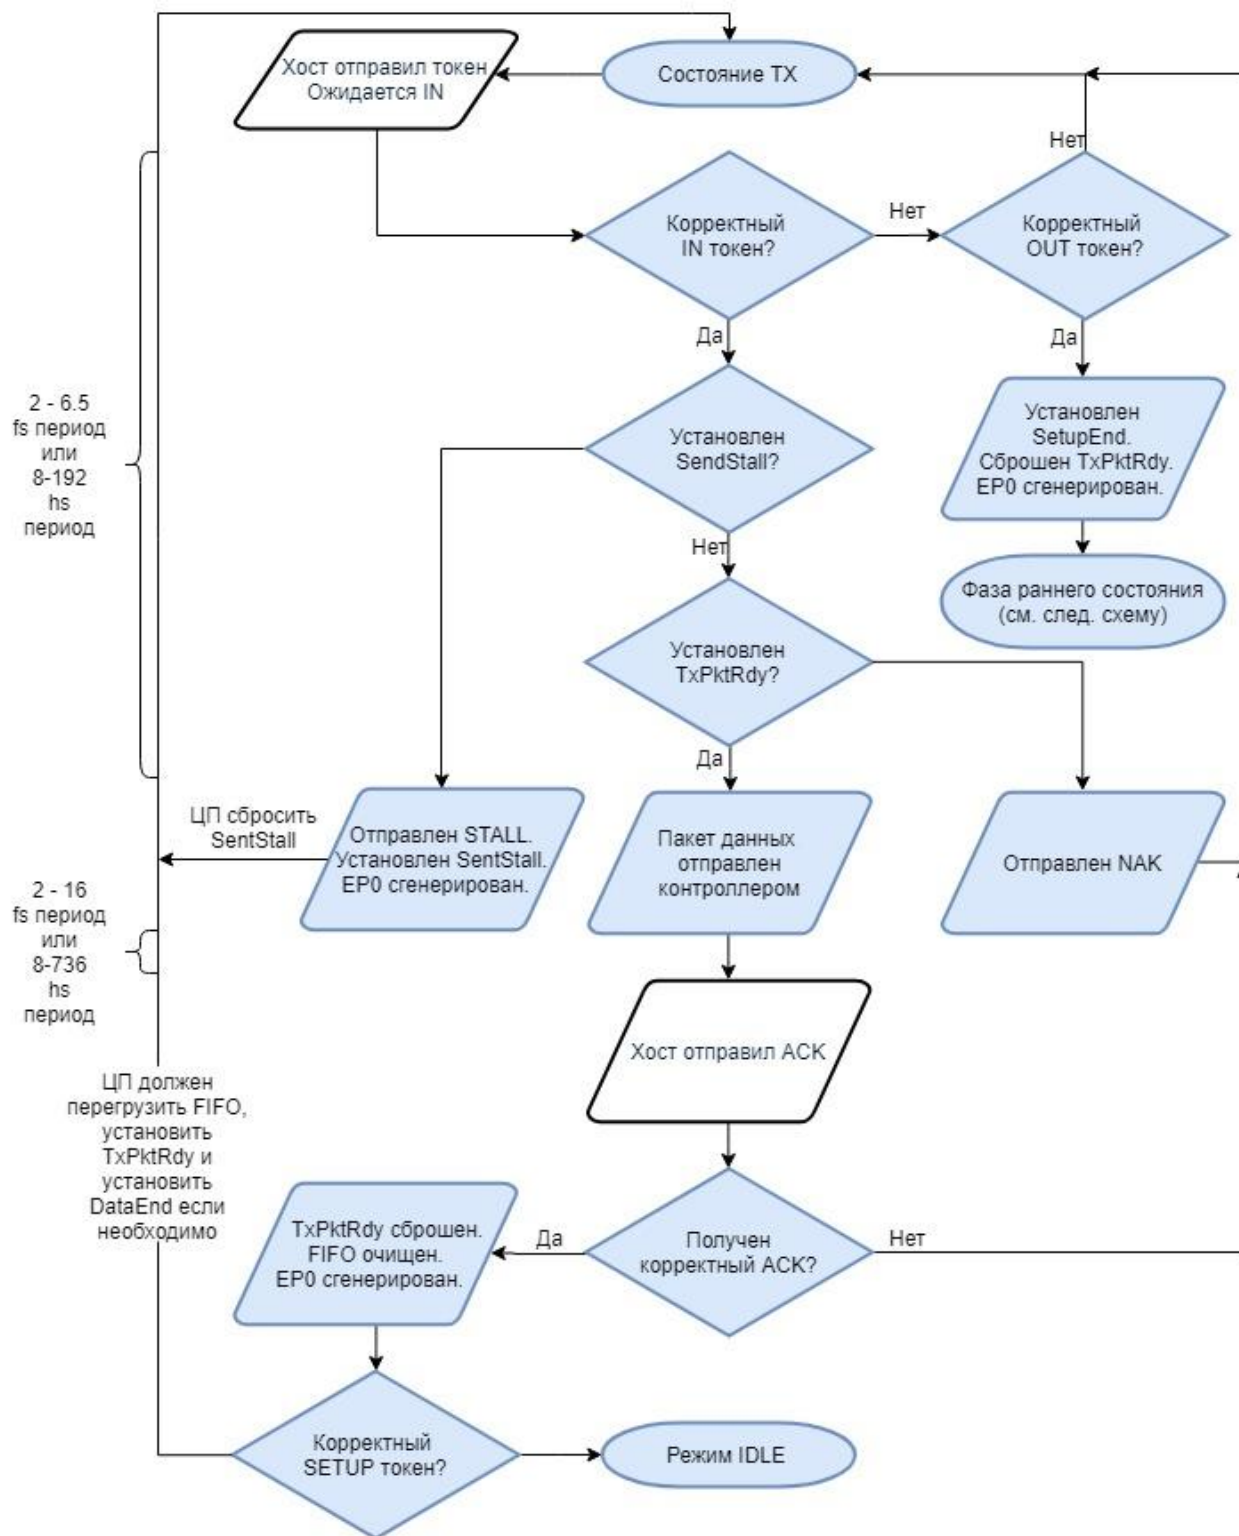 Состояние TX
Хост отправил токен
Ожидается IN
Нет
Корректный
IN токен?
Нет
Корректный
OUT токен?
Да
Да
2 - 6.5
fs период
или
8-192
hs
период
Установлен
SendStall?
Установлен
SetupEnd.
Сброшен TxPktRdy.
EP0 сгенерирован.
Нет
Фаза раннего состояния
(см. след. схему)
Установлен
TxPktRdy?
Да
ЦП сбросить
SentStall
Отправлен STALL.
Установлен SentStall.
EP0 сгенерирован.
Пакет данных
отправлен
контроллером
Отправлен NAK
2 - 16
fs период
или
8-736
hs
период
Хост отправил ACK
ЦП должен
перегрузить FIFO,
установить
TxPktRdy и
установить
DataEnd если
необходимо
TxPktRdy сброшен.
FIFO очищен.
EP0 сгенерирован.
Да
Получен
корректный ACK?
Нет
Корректный
SETUP токен?
Режим IDLE